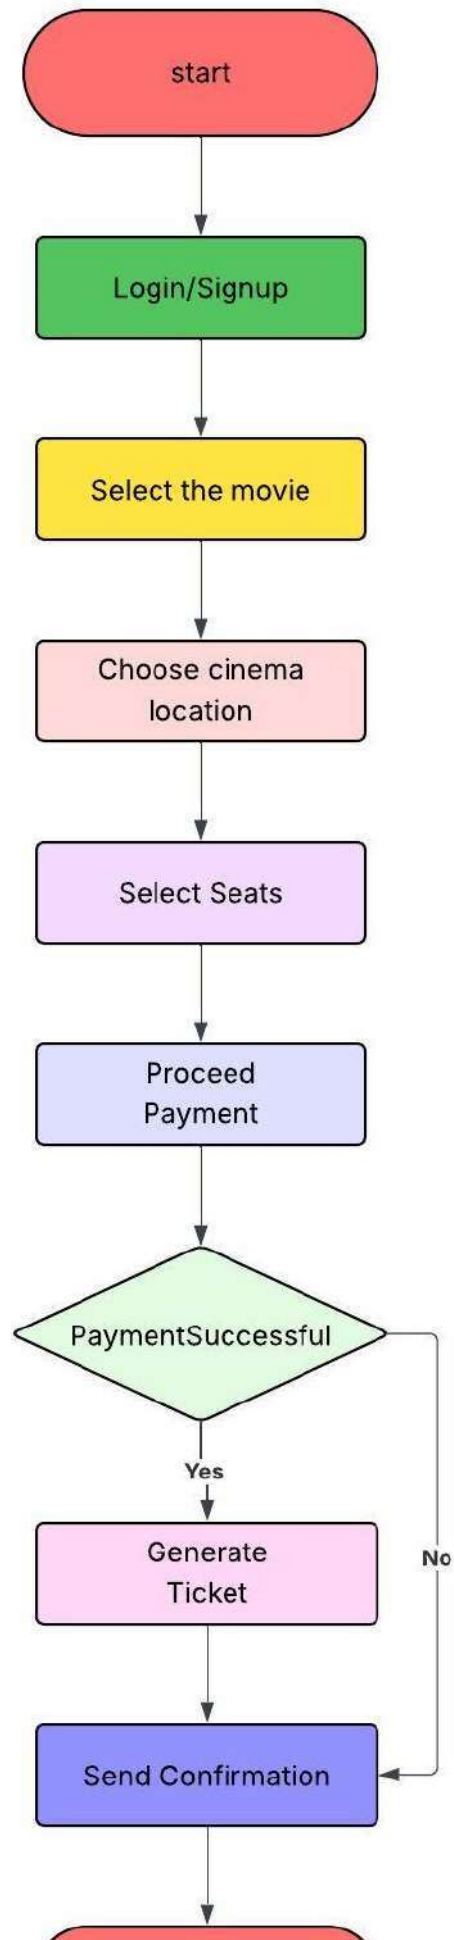 start
Login/Signup
Select the movie
Choose cinema
location
Select Seats
Proceed
Payment
PaymentSuccessful
Yes
Generate
Ticket
No
Send Confirmation